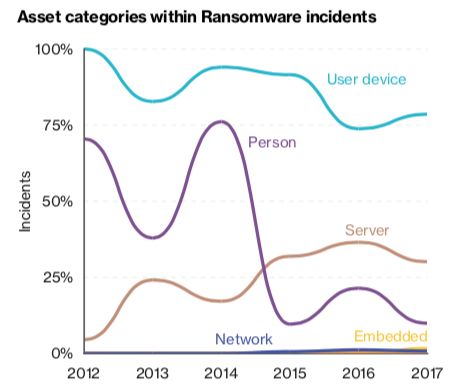 Asset categories within Ransomware incidents
100%
User device
75%
Person
Incidents
50%
Server
25%
Network
Embedded
0%
2012 2013 2014 2015 2016 2017